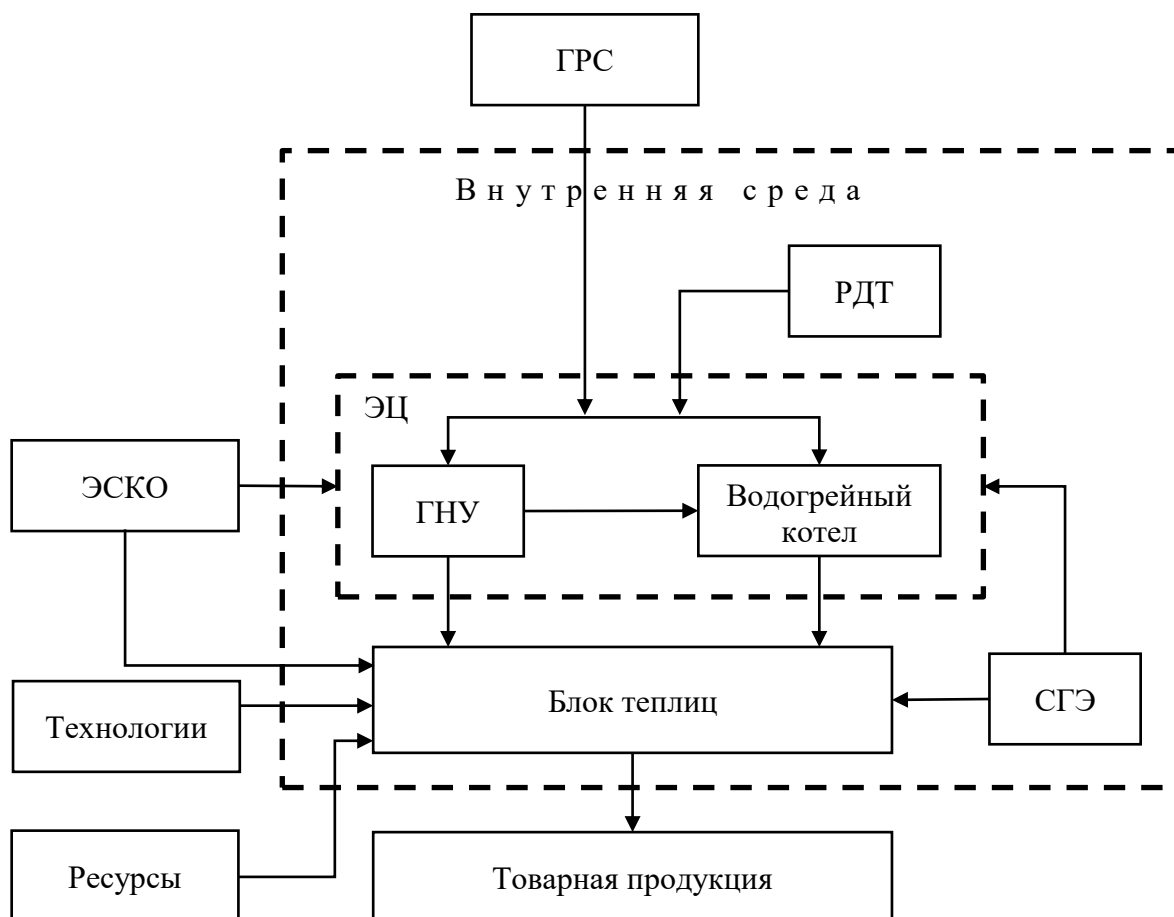 ГРС
Внутренняя среда
РДТ
ЭЦ
ЭСКО
ГНУ
Водогрейный
котел
Блок теплиц
СГЭ
Технологии
Ресурсы
Товарная продукция